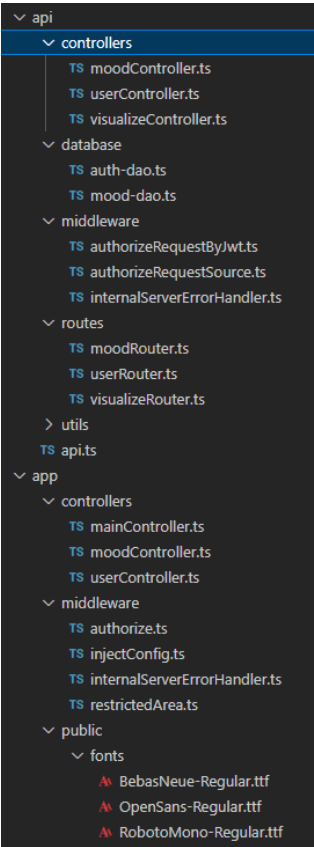 api
controllers
TS moodController.ts
TS userController.ts
TS visualizeController.ts
database
TS auth-dao.ts
TS mood-dao.ts
middleware
TS authorizeRequestByJwt.ts
TS authorizeRequestSource.ts
TS internalServerErrorHandler.ts
routes
TS moodRouter.ts
TS userRouter.ts
TS visualizeRouter.ts
utils
TS api.ts
app
controllers
TS mainController.ts
TS moodController.ts
TS userController.ts
middleware
TS authorize.ts
TS injectConfig.ts
TS internalServerErrorHandler.ts
TS restrictedArea.ts
public
fonts
BebasNeue-Regular.ttf
OpenSans-Regular.ttf
RobotoMono-Regular.ttf